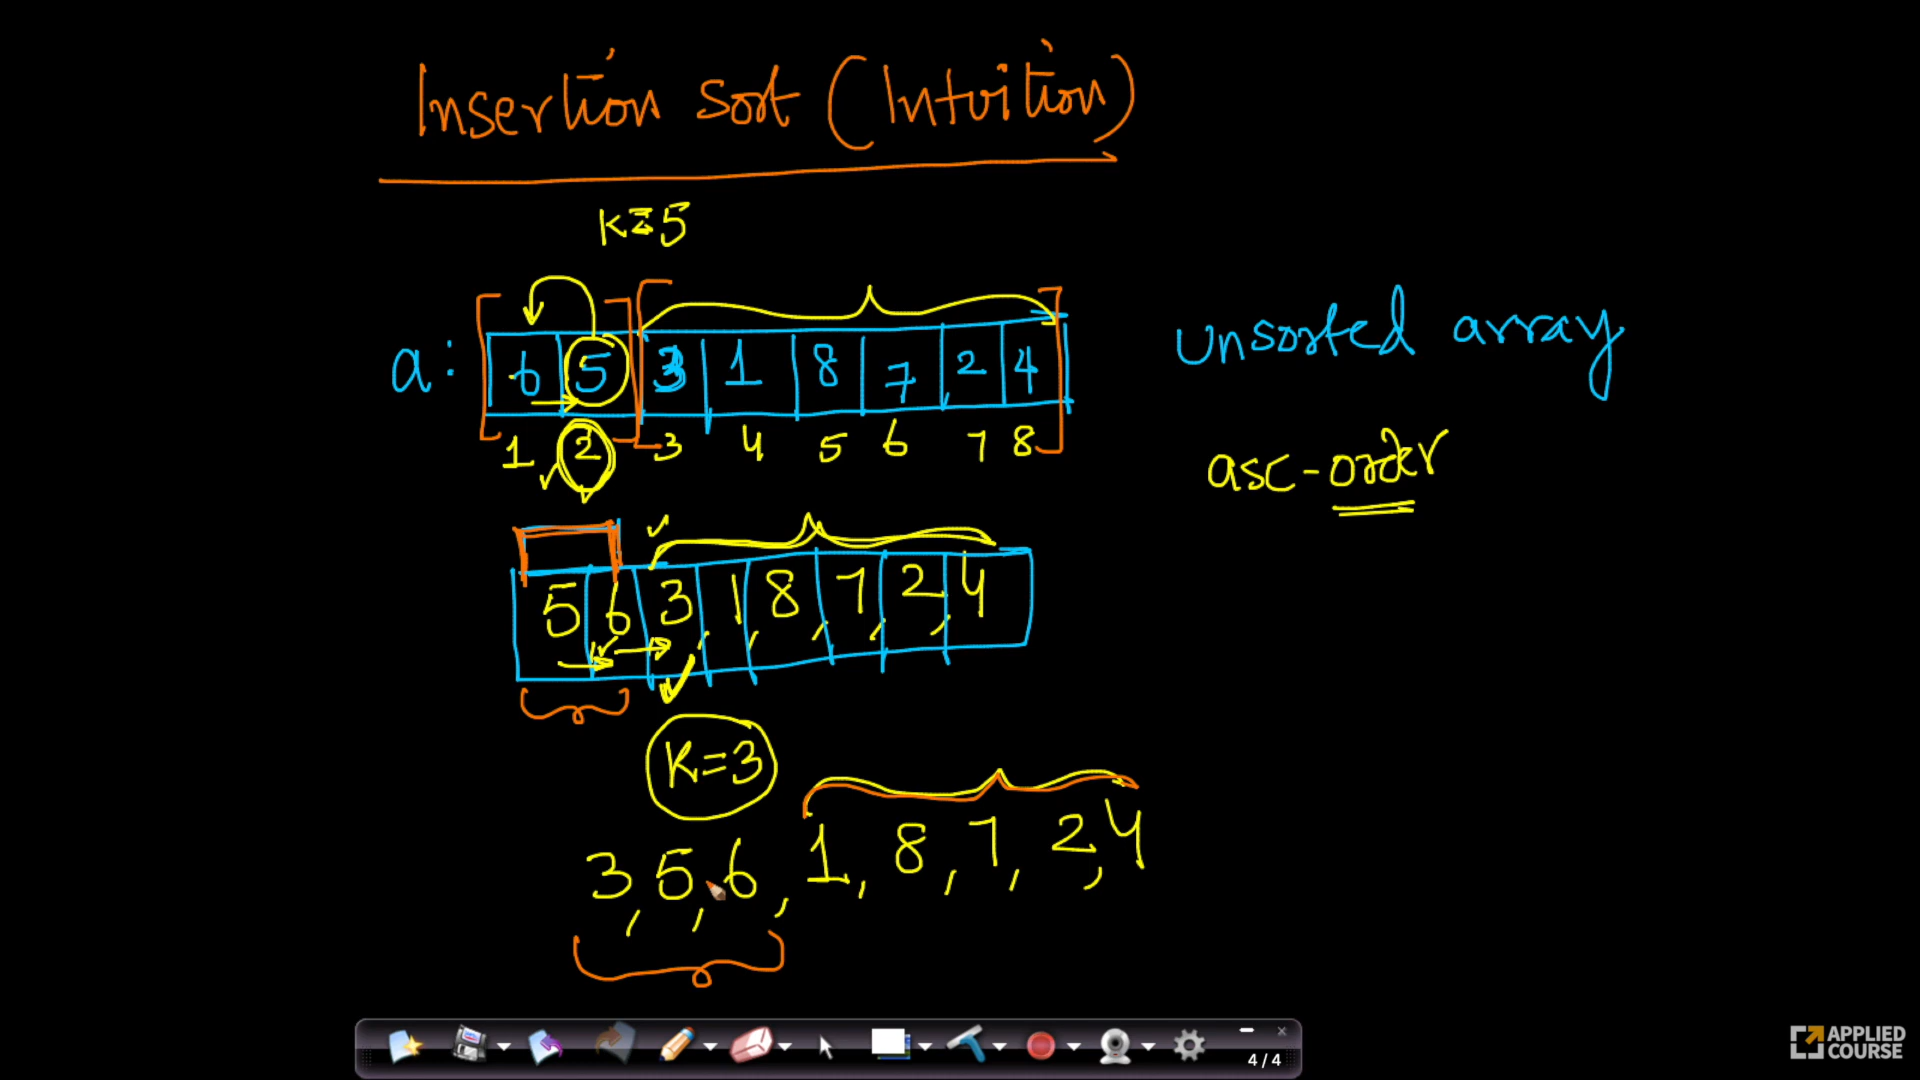 Insertion sort (Intuition)
K=5
a: 6 5 3 1 8 7 2 4
unsorted array
1 2 3 4 5 6 7 8
asc-order
5 6 3, 1, 8, 7, 2, 4
K=3
3, 5, 6, 1, 8, 7, 2, 4
4/4
APPLIED
COURSE